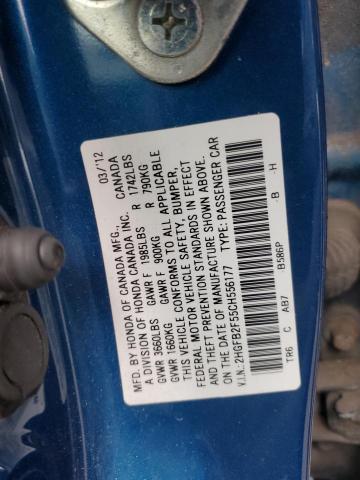 MFD. BY HONDA OF CANADA MFG., CANADA 03/'12
A DIVISION OF HONDA CANADA INC.
GVWR 3660LBS GAWR F 1985LBS R 1742LBS
GVWR 1660KG GAWR F 900KG R 790KG
THIS VEHICLE CONFORMS TO ALL APPLICABLE
FEDERAL MOTOR VEHICLE SAFETY, BUMPER,
AND THEFT PREVENTION STANDARDS IN EFFECT
ON THE DATE OF MANUFACTURE SHOWN ABOVE.
V.I.N.: 2HGFB2F55CH556177 TYPE: PASSENGER CAR
TR6 C AB7 B586P -B -H